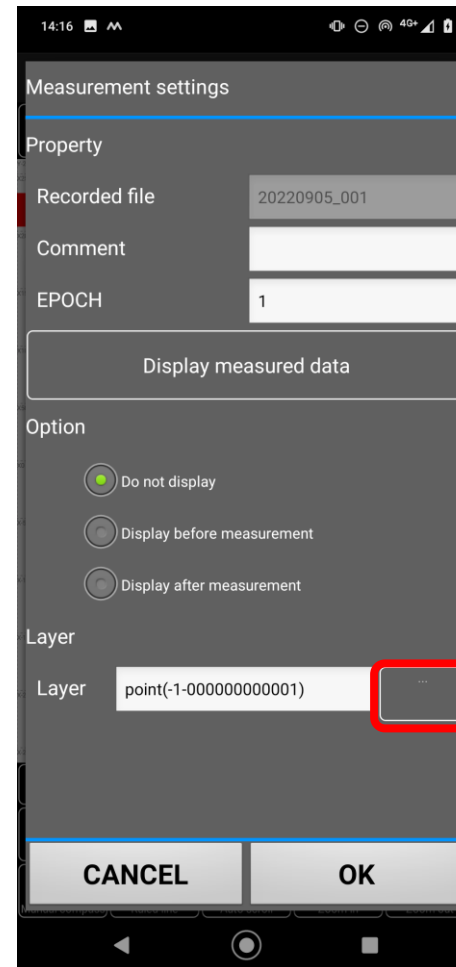 14:16 4G+
Measurement settings
Property
Recorded file 20220905_001
Comment
EPOCH 1
Display measured data
Option
Do not display
Display before measurement
Display after measurement
Layer
Layer point(-1-000000000001) ...
CANCEL OK